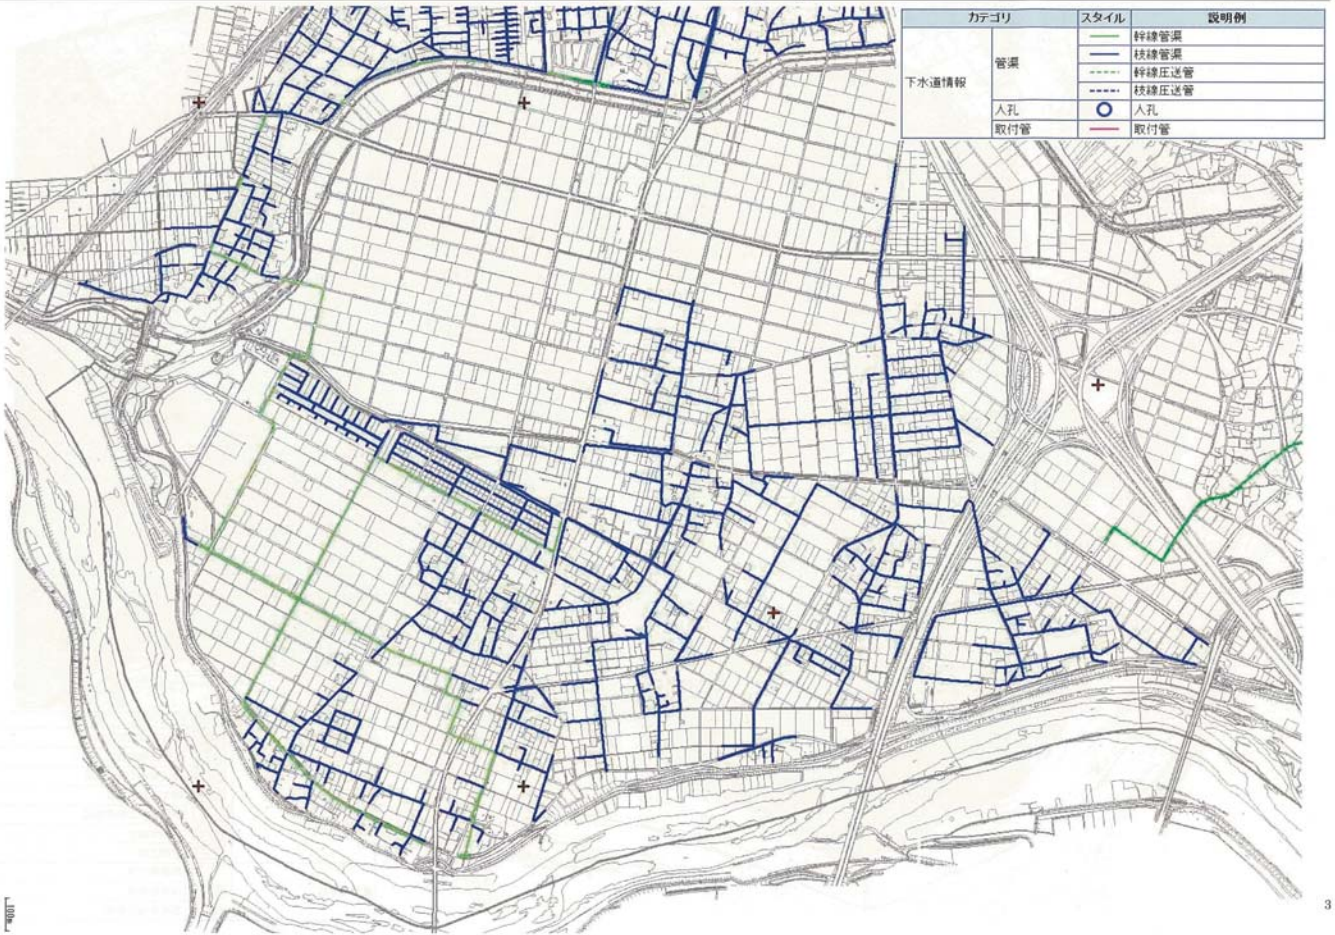 カテゴリ スタイル 説明例
下水道情報 管渠 幹線管渠
枝線管渠
幹線圧送管
枝線圧送管
人孔 人孔
取付管 取付管
3
100m